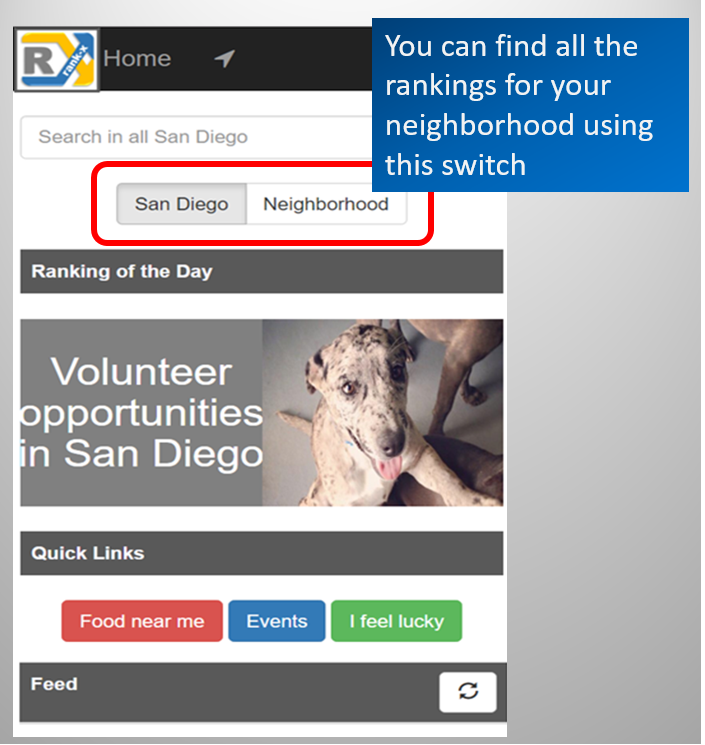 RX
rank-x
Home
You can find all the
rankings for your
neighborhood using
this switch
Search in all San Diego
San Diego
Neighborhood
Ranking of the Day
Volunteer
opportunities
in San Diego
Quick Links
Food near me
Events
I feel lucky
Feed